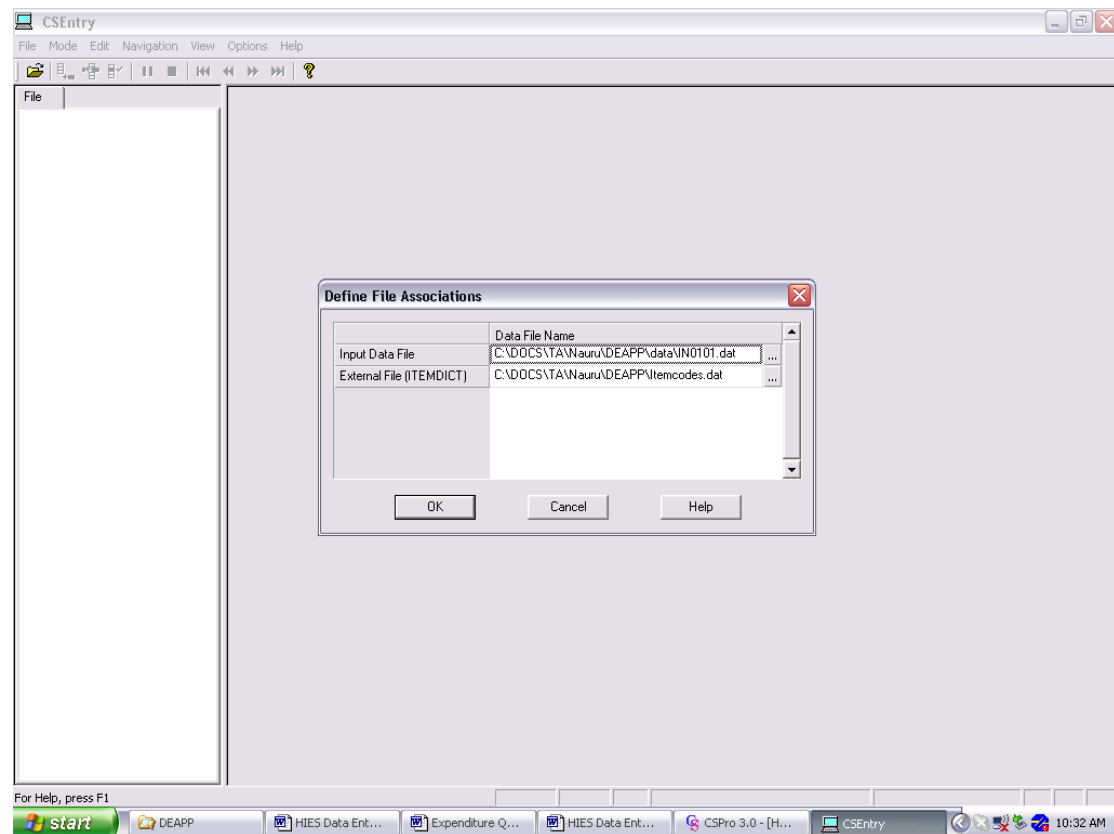 CSEntry
File Mode Edit Navigation View Options Help
File
Define File Associations
Data File Name
Input Data File C:\DOCS\TA\Nauru\DEAPP\data\IN0101.dat ...
External File (ITEMDICT) C:\DOCS\TA\Nauru\DEAPP\Itemcodes.dat ...
OK Cancel Help
For Help, press F1
start DEAPP HIES Data Ent... Expenditure Q... HIES Data Ent... CSPro 3.0 - [H... CSEntry 10:32 AM